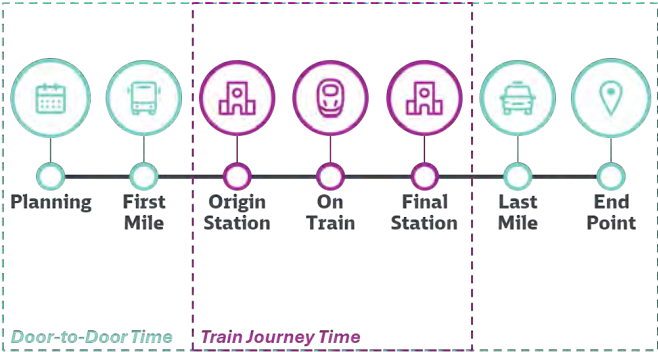 Planning
First
Mile
Origin
Station
On
Train
Final
Station
Last
Mile
End
Point
Door-to-Door Time
Train Journey Time